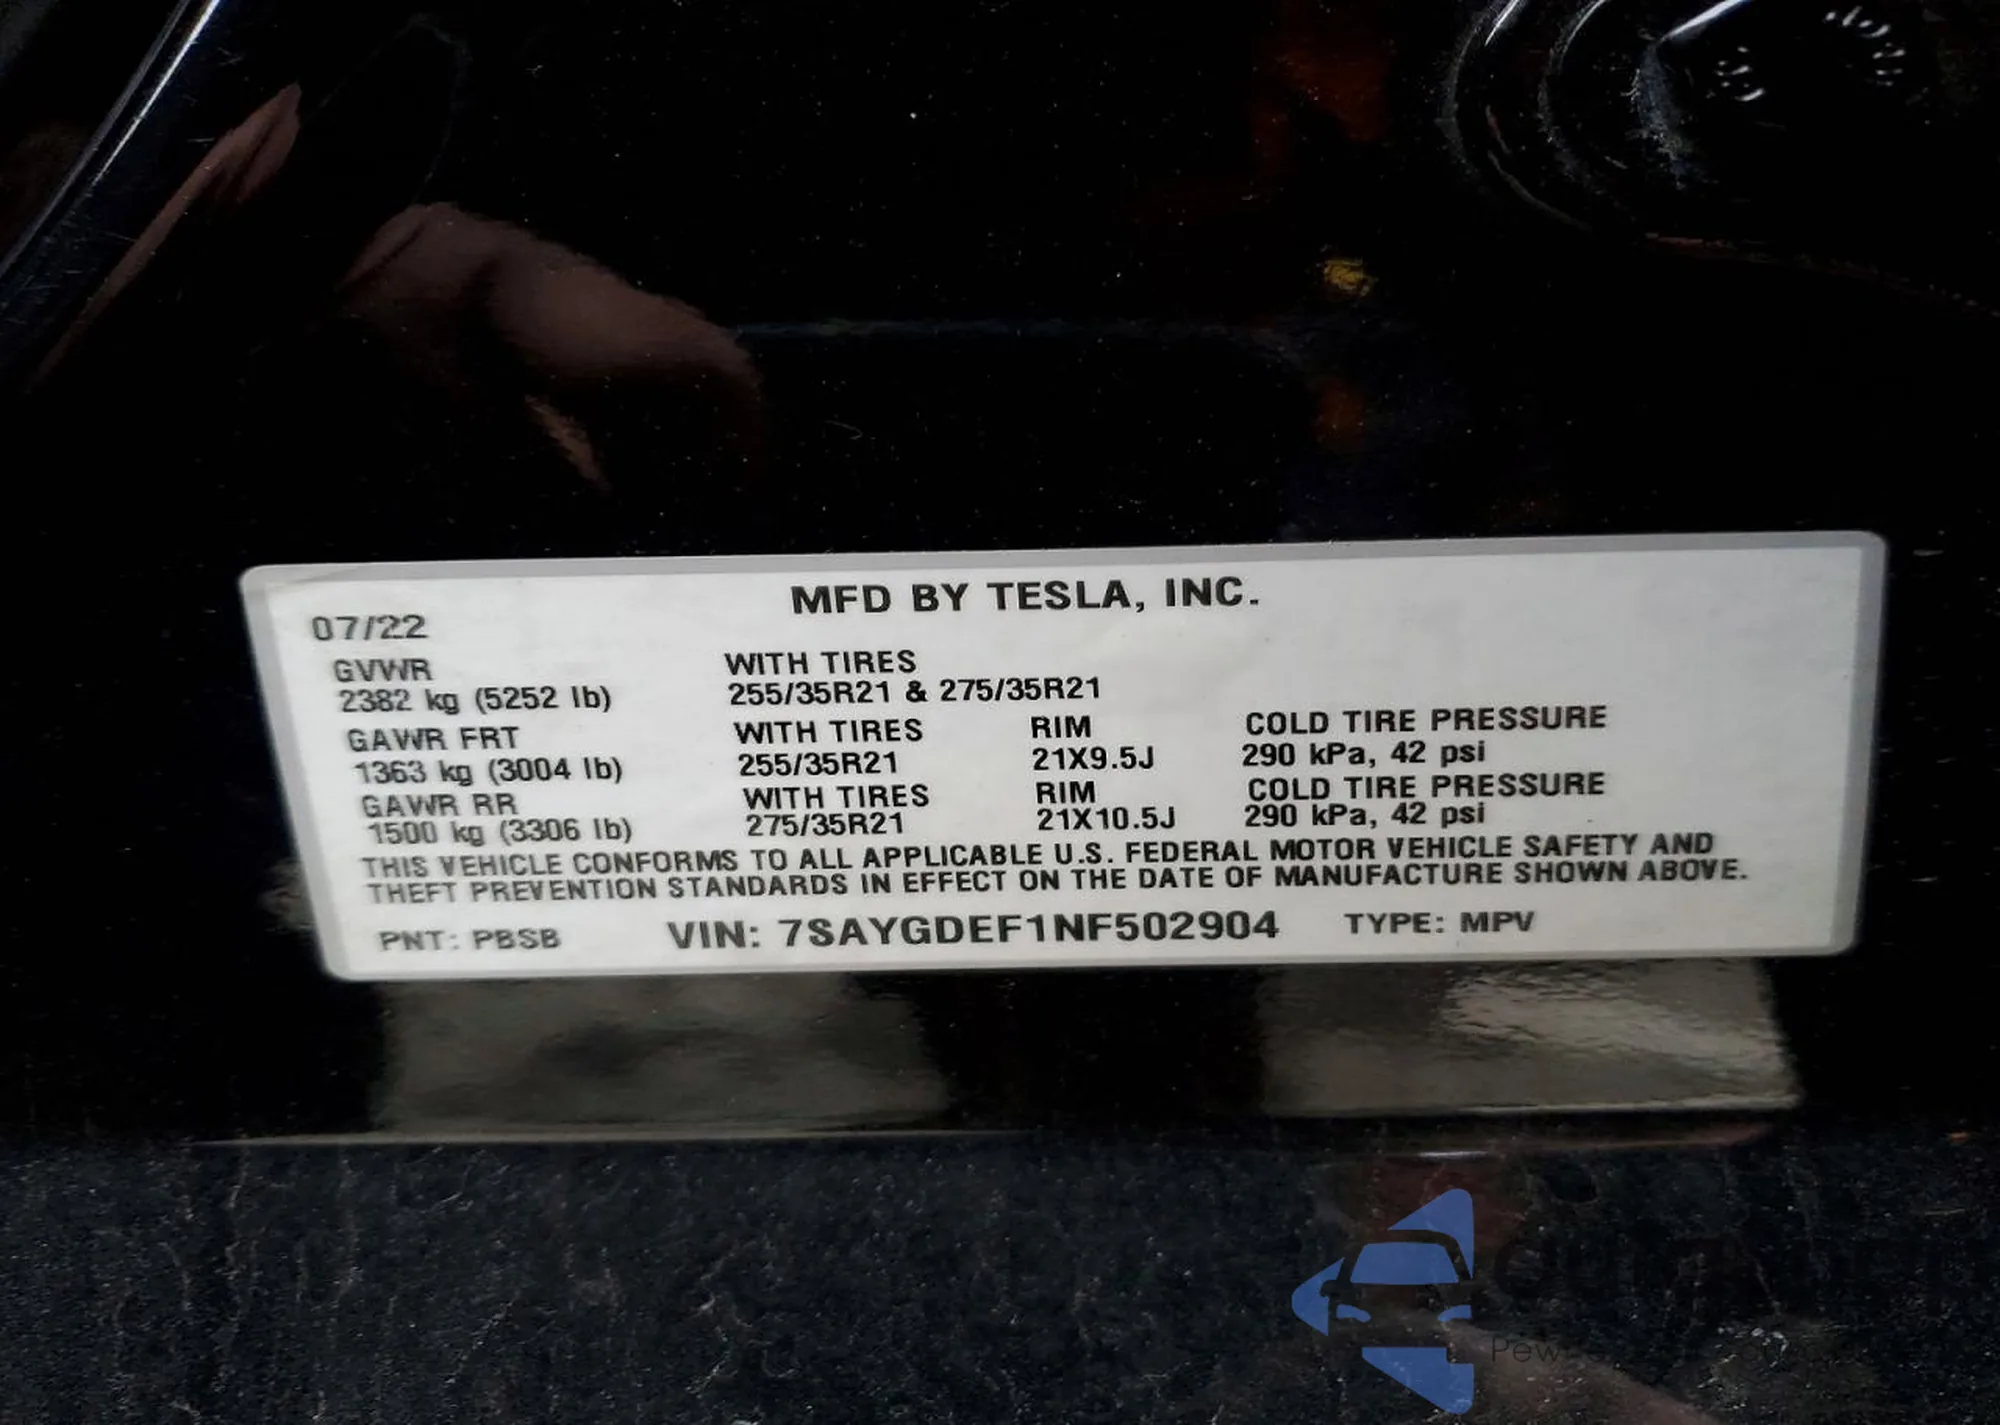 MFD BY TESLA, INC.
07/22
GVWR WITH TIRES
2382 kg (5252 lb) 255/35R21 & 275/35R21
GAWR FRT WITH TIRES RIM COLD TIRE PRESSURE
1363 kg (3004 lb) 255/35R21 21X9.5J 290 kPa, 42 psi
GAWR RR WITH TIRES RIM COLD TIRE PRESSURE
1500 kg (3306 lb) 275/35R21 21X10.5J 290 kPa, 42 psi
THIS VEHICLE CONFORMS TO ALL APPLICABLE U.S. FEDERAL MOTOR VEHICLE SAFETY AND
THEFT PREVENTION STANDARDS IN EFFECT ON THE DATE OF MANUFACTURE SHOWN ABOVE.
PNT: PBSB VIN: 7SAYGDEF1NF502904 TYPE: MPV